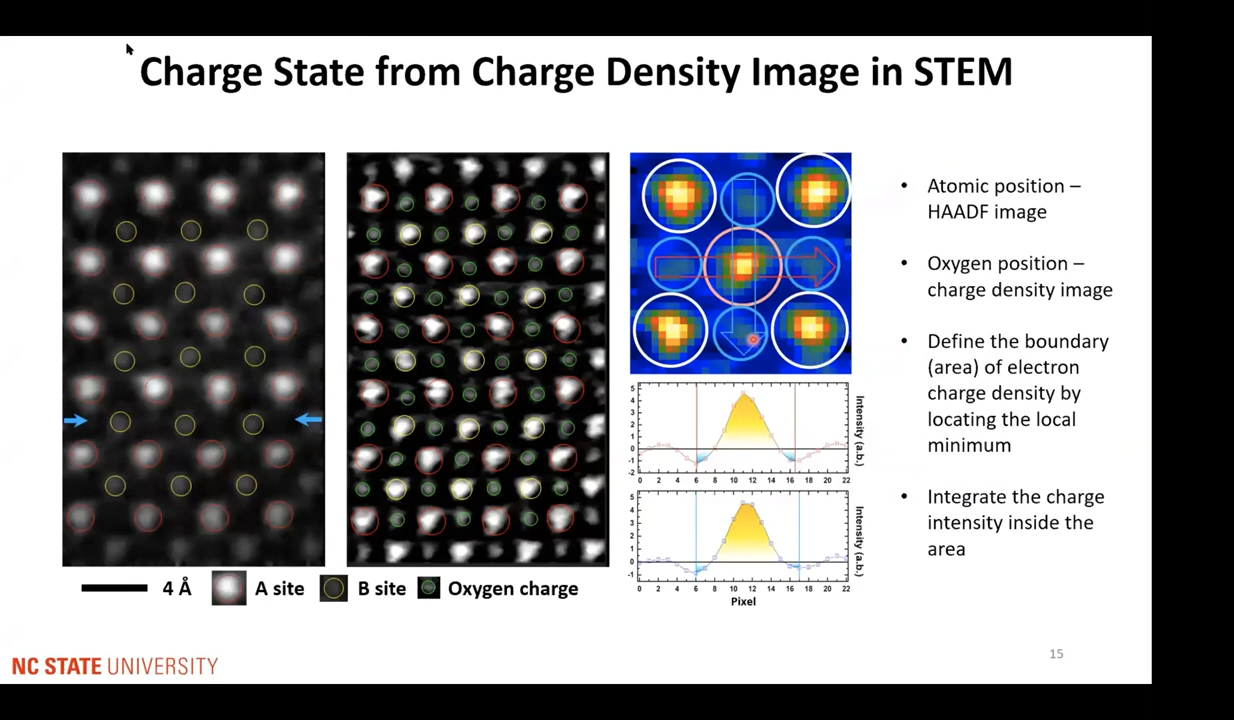 Charge State from Charge Density Image in STEM
• Atomic position –
HAADF image
• Oxygen position –
charge density image
• Define the boundary
(area) of electron
charge density by
locating the local
minimum
• Integrate the charge
intensity inside the
area
5
4
3
2
1
0
-1
-2
0 2 4 6 8 10 12 14 16 18 20 22
Intensity (a.b.)
5
4
3
2
1
0
-1
0 2 4 6 8 10 12 14 16 18 20 22
Intensity (a.b.)
Pixel
4 Å A site B site Oxygen charge
NC STATE UNIVERSITY
15